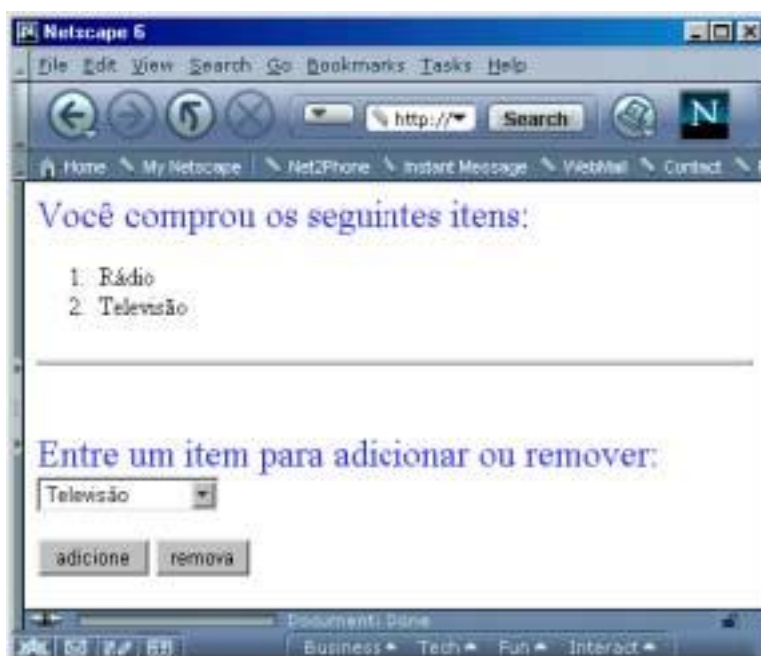 Netscape 6
File Edit View Search Go Bookmarks Tasks Help
http:// Search N
Home My Netscape Net2Phone Instant Message WebMail Contact
Você comprou os seguintes itens:
1. Rádio
2. Televisão
Entre um item para adicionar ou remover:
Televisão
adicione remova
Document: Done
Business Tech Fun Interact